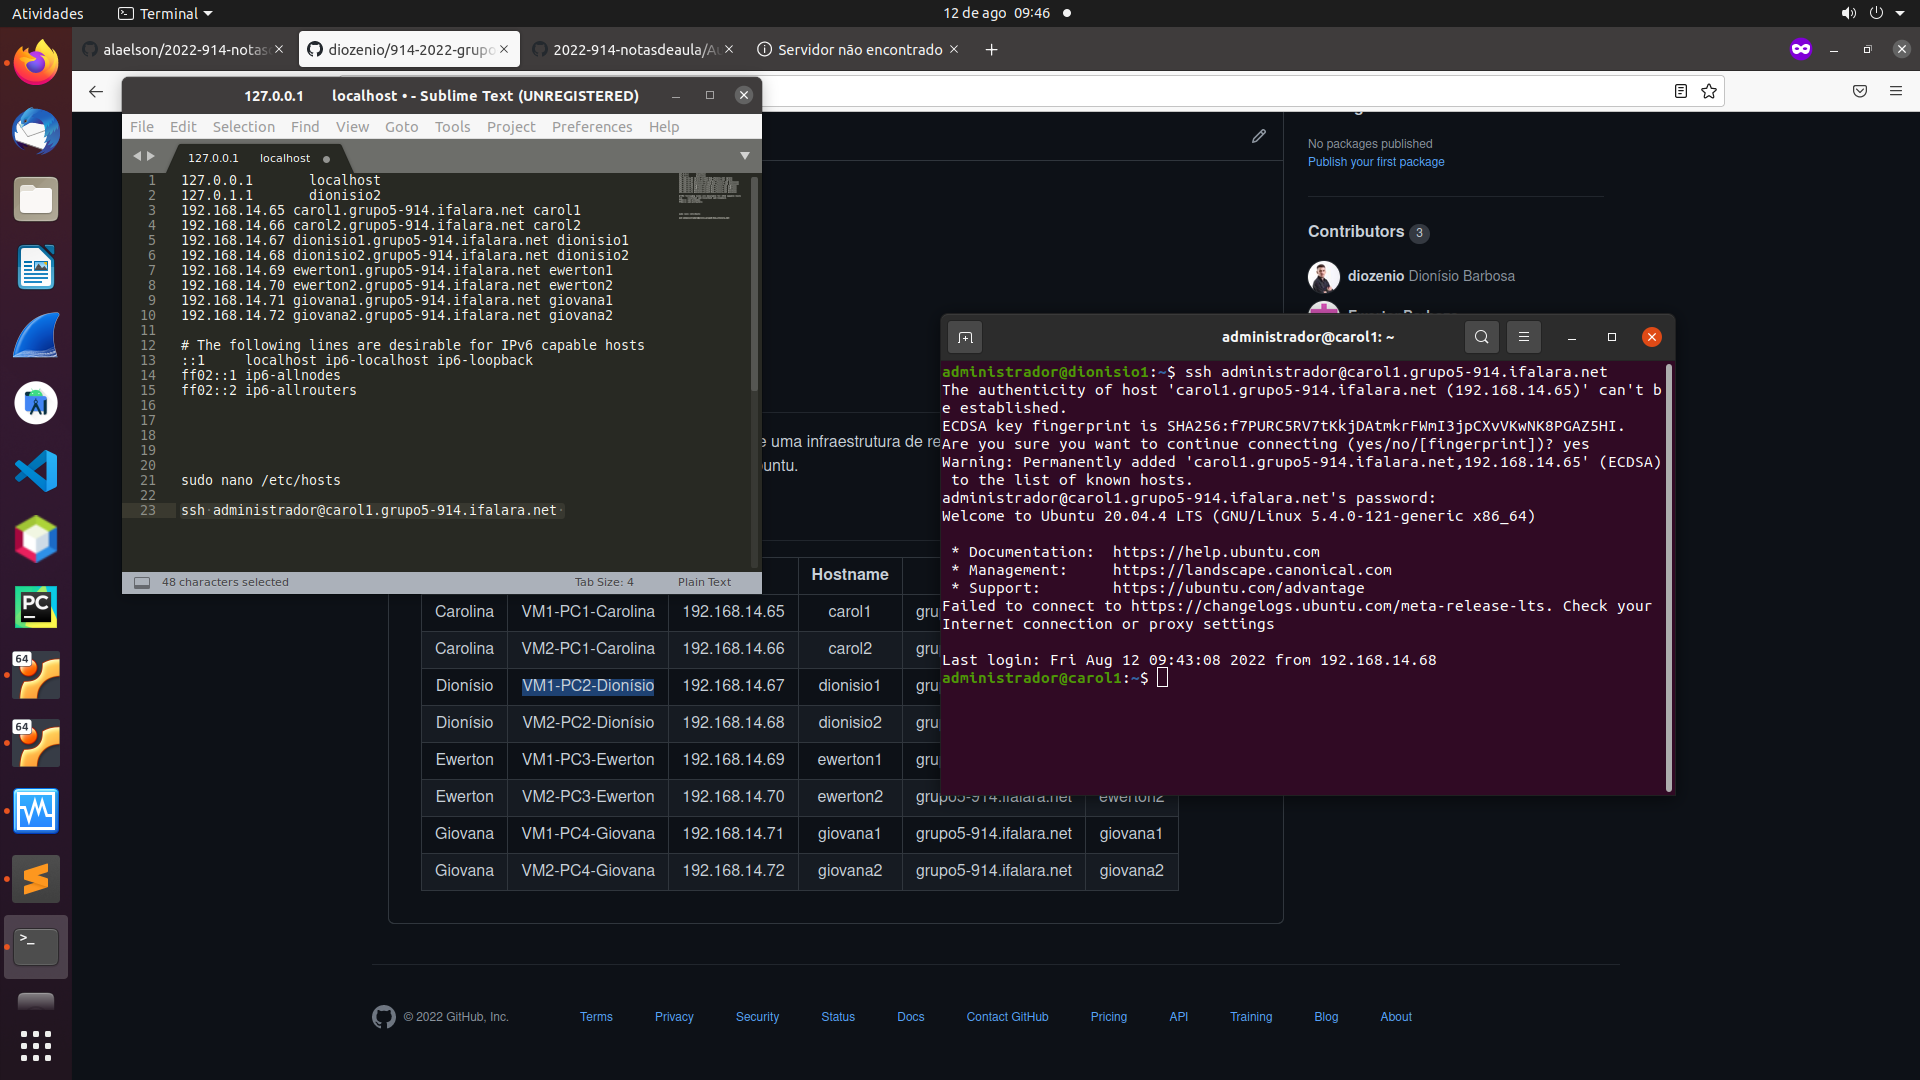 Atividades
Terminal
12 de ago 09:46
alaelson/2022-914-notas
diozenio/914-2022-grupo
2022-914-notasdeaula/A
Servidor não encontrado
127.0.0.1 localhost • - Sublime Text (UNREGISTERED)
File Edit Selection Find View Goto Tools Project Preferences Help
127.0.0.1 localhost
1 127.0.0.1 localhost
2 127.0.1.1 dionisio2
3 192.168.14.65 carol1.grupo5-914.ifalara.net carol1
4 192.168.14.66 carol2.grupo5-914.ifalara.net carol2
5 192.168.14.67 dionisio1.grupo5-914.ifalara.net dionisio1
6 192.168.14.68 dionisio2.grupo5-914.ifalara.net dionisio2
7 192.168.14.69 ewerton1.grupo5-914.ifalara.net ewerton1
8 192.168.14.70 ewerton2.grupo5-914.ifalara.net ewerton2
9 192.168.14.71 giovana1.grupo5-914.ifalara.net giovana1
10 192.168.14.72 giovana2.grupo5-914.ifalara.net giovana2
11
12 # The following lines are desirable for IPv6 capable hosts
13 ::1 localhost ip6-localhost ip6-loopback
14 ff02::1 ip6-allnodes
15 ff02::2 ip6-allrouters
16
17
18
19
20
21 sudo nano /etc/hosts
22
23 ssh administrador@carol1.grupo5-914.ifalara.net
48 characters selected
Tab Size: 4
Plain Text
No packages published
Publish your first package
Contributors 3
diozenio Dionísio Barbosa
e uma infraestrutura de re
untu.
administrador@carol1: ~
administrador@dionisio1:~$ ssh administrador@carol1.grupo5-914.ifalara.net
The authenticity of host 'carol1.grupo5-914.ifalara.net (192.168.14.65)' can't b
e established.
ECDSA key fingerprint is SHA256:f7PURC5RV7tKkjDAtmkrFWmI3jpCXvVKwNK8PGAZ5HI.
Are you sure you want to continue connecting (yes/no/[fingerprint])? yes
Warning: Permanently added 'carol1.grupo5-914.ifalara.net,192.168.14.65' (ECDSA)
to the list of known hosts.
administrador@carol1.grupo5-914.ifalara.net's password:
Welcome to Ubuntu 20.04.4 LTS (GNU/Linux 5.4.0-121-generic x86_64)
* Documentation: https://help.ubuntu.com
* Management: https://landscape.canonical.com
* Support: https://ubuntu.com/advantage
Failed to connect to https://changelogs.ubuntu.com/meta-release-lts. Check your
Internet connection or proxy settings
Last login: Fri Aug 12 09:43:08 2022 from 192.168.14.68
administrador@carol1:~$
Hostname
Carolina VM1-PC1-Carolina 192.168.14.65 carol1 gru
Carolina VM2-PC1-Carolina 192.168.14.66 carol2 gru
Dionísio VM1-PC2-Dionísio 192.168.14.67 dionisio1 gru
Dionísio VM2-PC2-Dionísio 192.168.14.68 dionisio2 gru
Ewerton VM1-PC3-Ewerton 192.168.14.69 ewerton1 gru
Ewerton VM2-PC3-Ewerton 192.168.14.70 ewerton2 grupo5-914.ifalara.net ewerton2
Giovana VM1-PC4-Giovana 192.168.14.71 giovana1 grupo5-914.ifalara.net giovana1
Giovana VM2-PC4-Giovana 192.168.14.72 giovana2 grupo5-914.ifalara.net giovana2
© 2022 GitHub, Inc. Terms Privacy Security Status Docs Contact GitHub Pricing API Training Blog About
PC
64
64